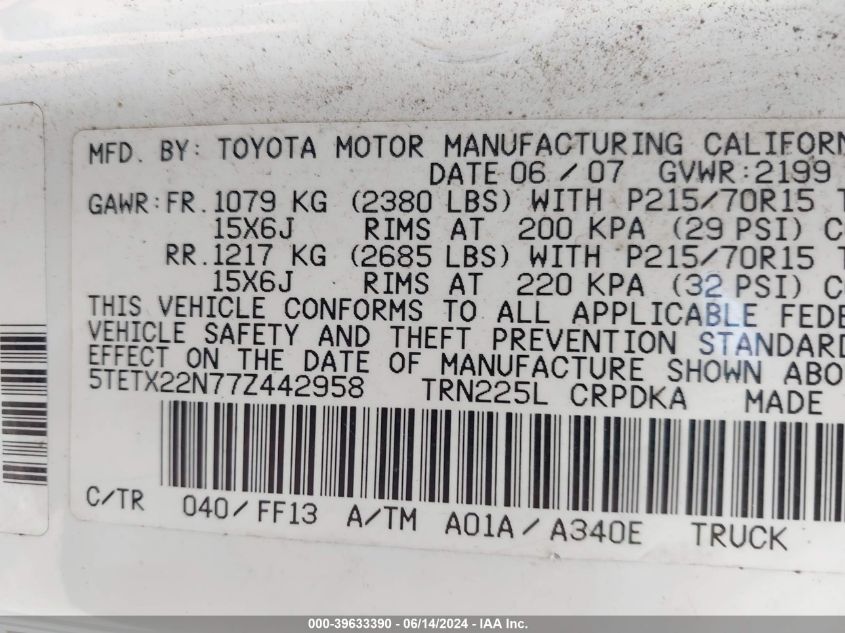 MFD. BY: TOYOTA MOTOR MANUFACTURING CALIFORN
DATE 06 / 07 GVWR:2199
GAWR: FR. 1079 KG (2380 LBS) WITH P215/70R15 T
15X6J RIMS AT 200 KPA (29 PSI) C
RR. 1217 KG (2685 LBS) WITH P215/70R15 T
15X6J RIMS AT 220 KPA (32 PSI) C
THIS VEHICLE CONFORMS TO ALL APPLICABLE FEDE
VEHICLE SAFETY AND THEFT PREVENTION STANDARD
EFFECT ON THE DATE OF MANUFACTURE SHOWN ABO
5TETX22N77Z442958 TRN225L CRPDKA MADE
C/TR 040/FF13 A/TM A01A/A340E TRUCK
000-39633390 - 06/14/2024 - IAA Inc.